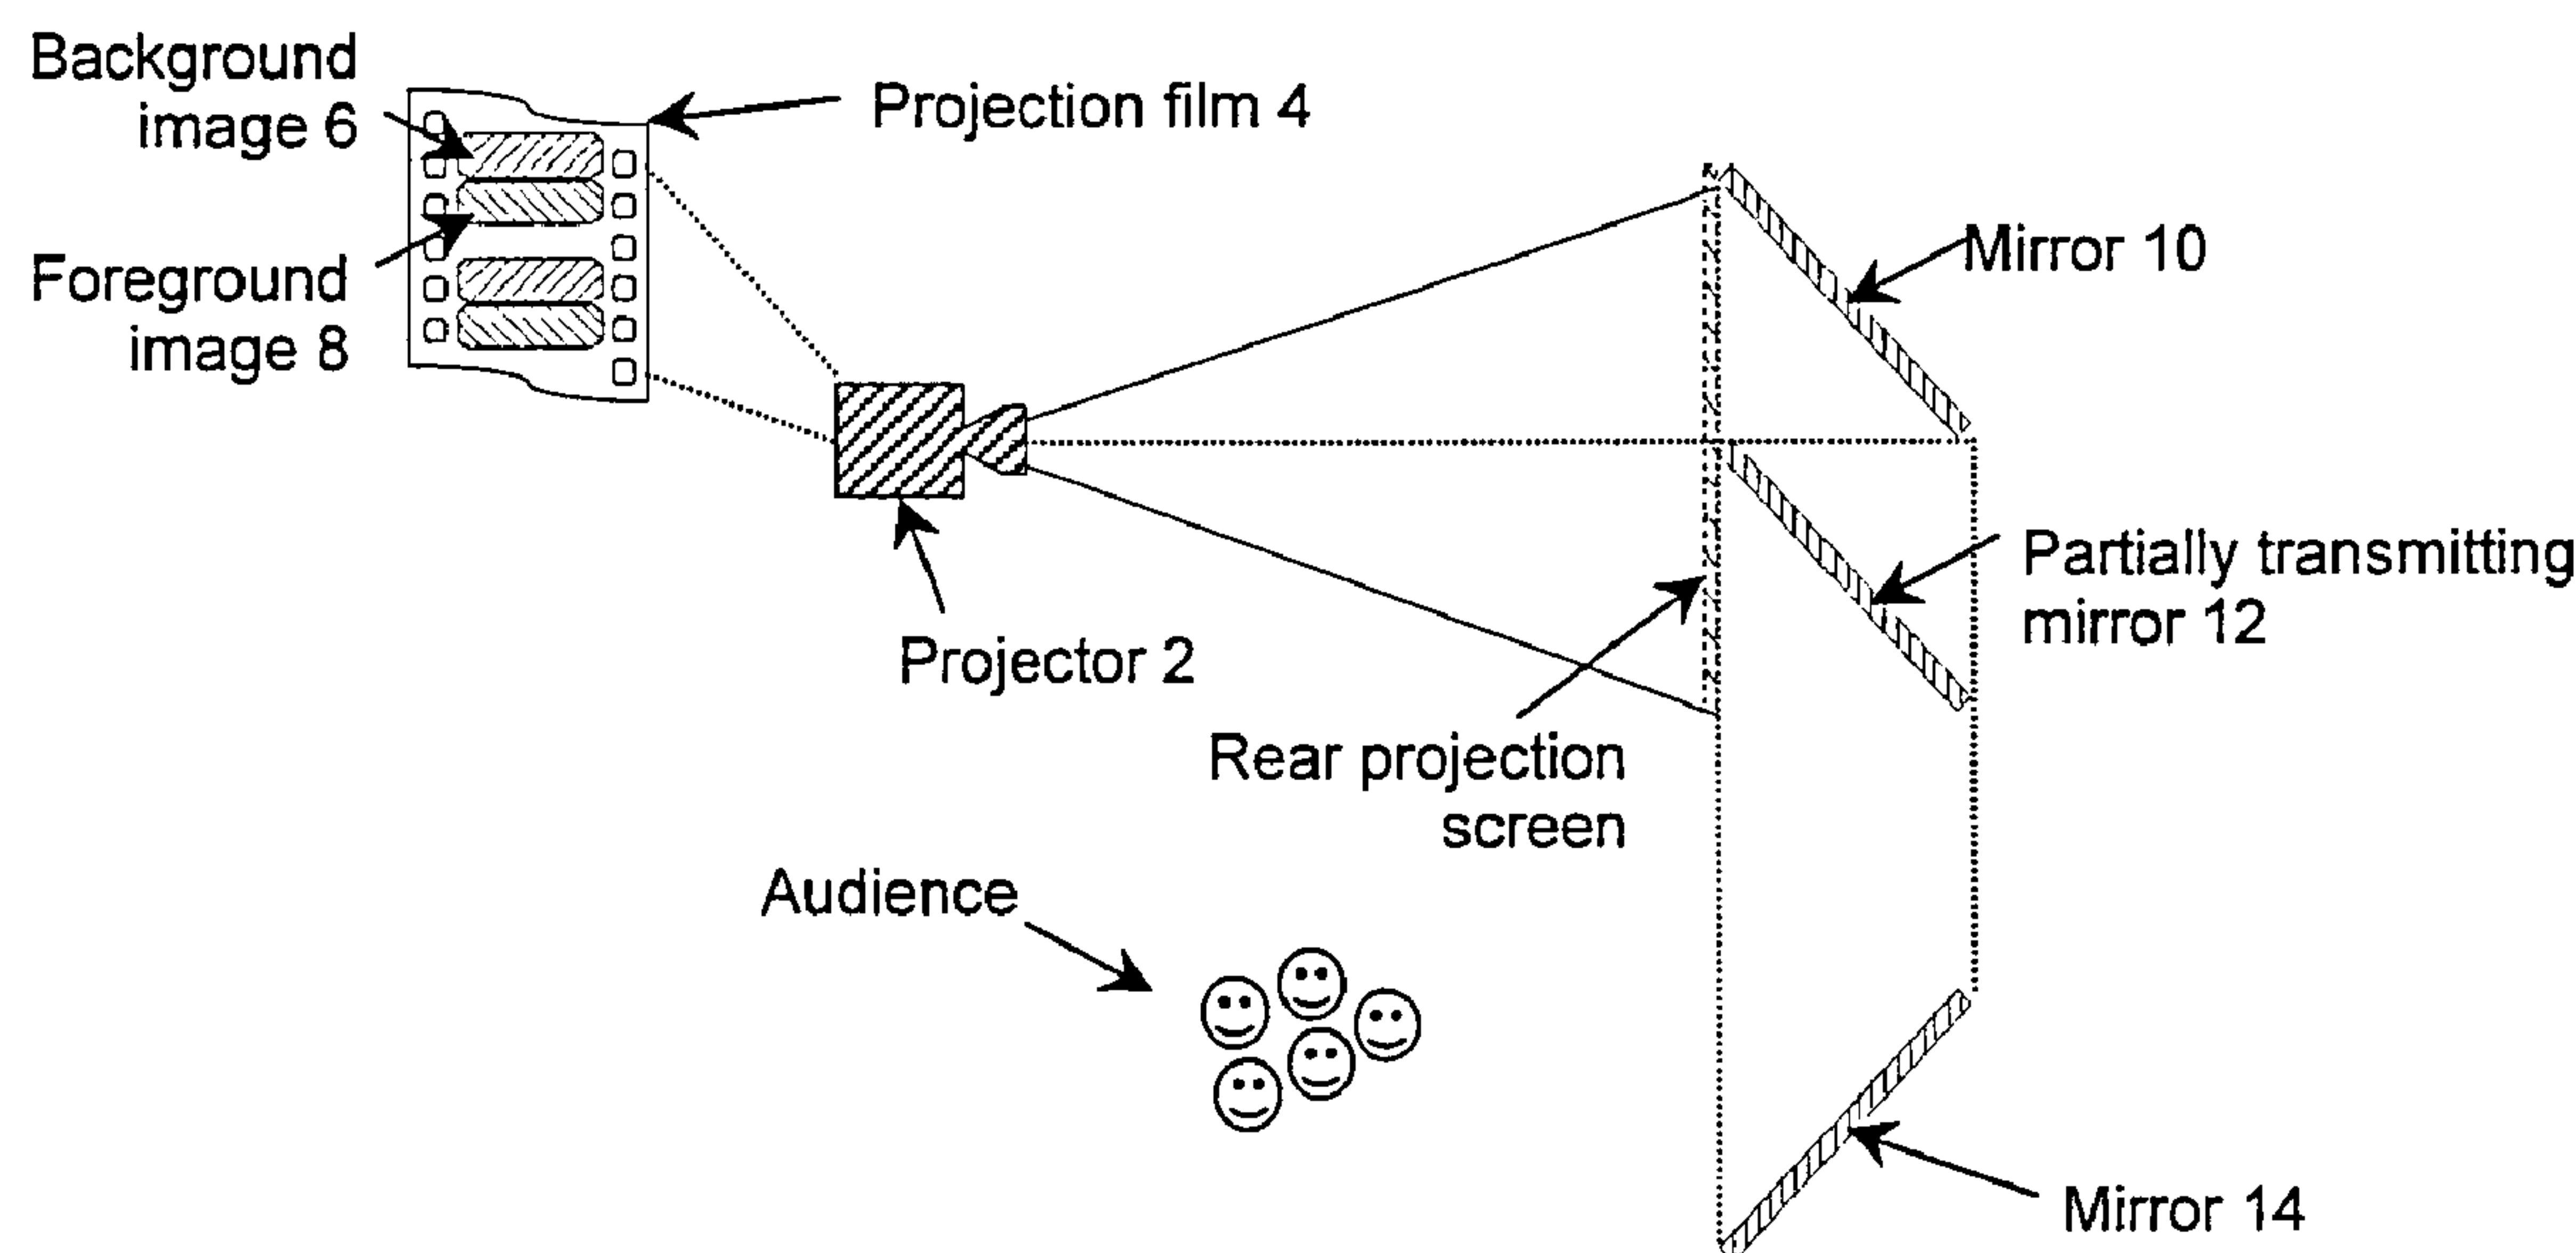 Background
image 6
Projection film 4
Foreground
image 8
Mirror 10
Partially transmitting
mirror 12
Projector 2
Rear projection
screen
Audience
Mirror 14